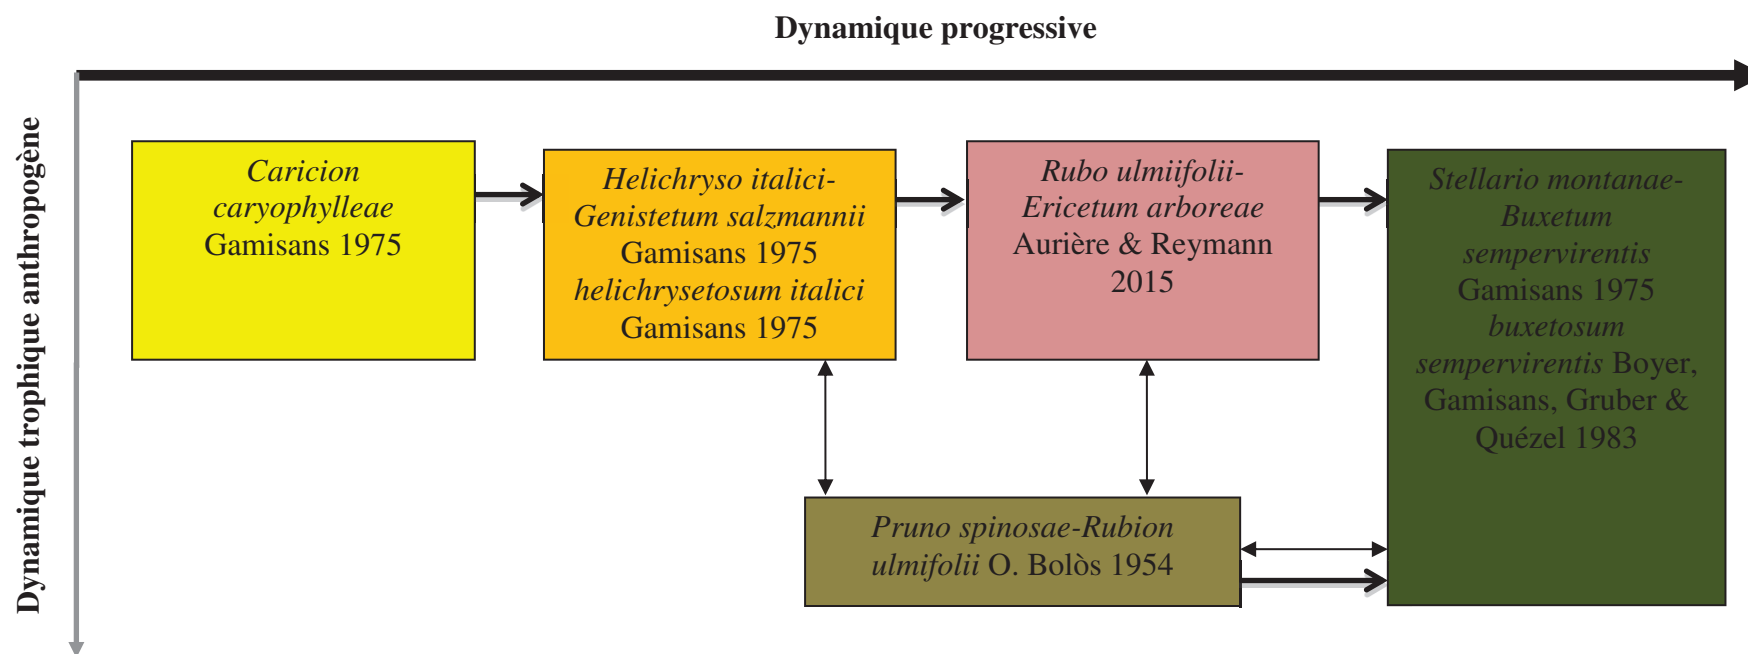 Dynamique progressive
Dynamique trophique anthropogène
Caricion
caryophylleae
Gamisans 1975
Helichryso italici-
Genistetum salzmannii
Gamisans 1975
helichrysetosum italici
Gamisans 1975
Rubo ulmiifolii-
Ericetum arboreae
Aurière & Reymann
2015
Stellario montanae-
Buxetum
sempervirentis
Gamisans 1975
buxetosum
sempervirentis Boyer,
Gamisans, Gruber &
Quézel 1983
Pruno spinosae-Rubion
ulmifolii O. Bolòs 1954